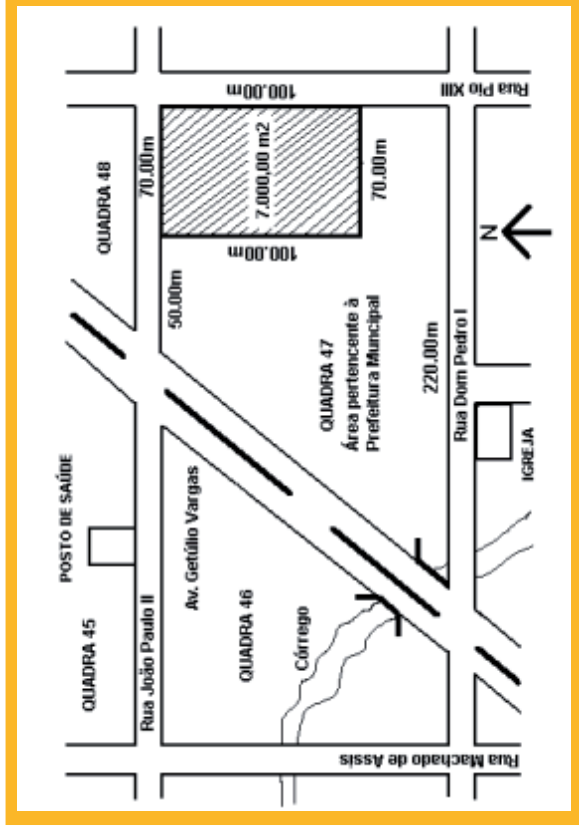 POSTO DE SAÚDE
QUADRA 45
QUADRA 48
Rua João Paulo II
70.00m
50.00m
Av. Getúlio Vargas
100.00m
7.000,00 m2
100.00m
QUADRA 46
Córrego
QUADRA 47
Área pertencente à
Prefeitura Muncipal
70.00m
220.00m
Rua Dom Pedro I
Rua Machado de Assis
Rua Pio XIII
IGREJA
N